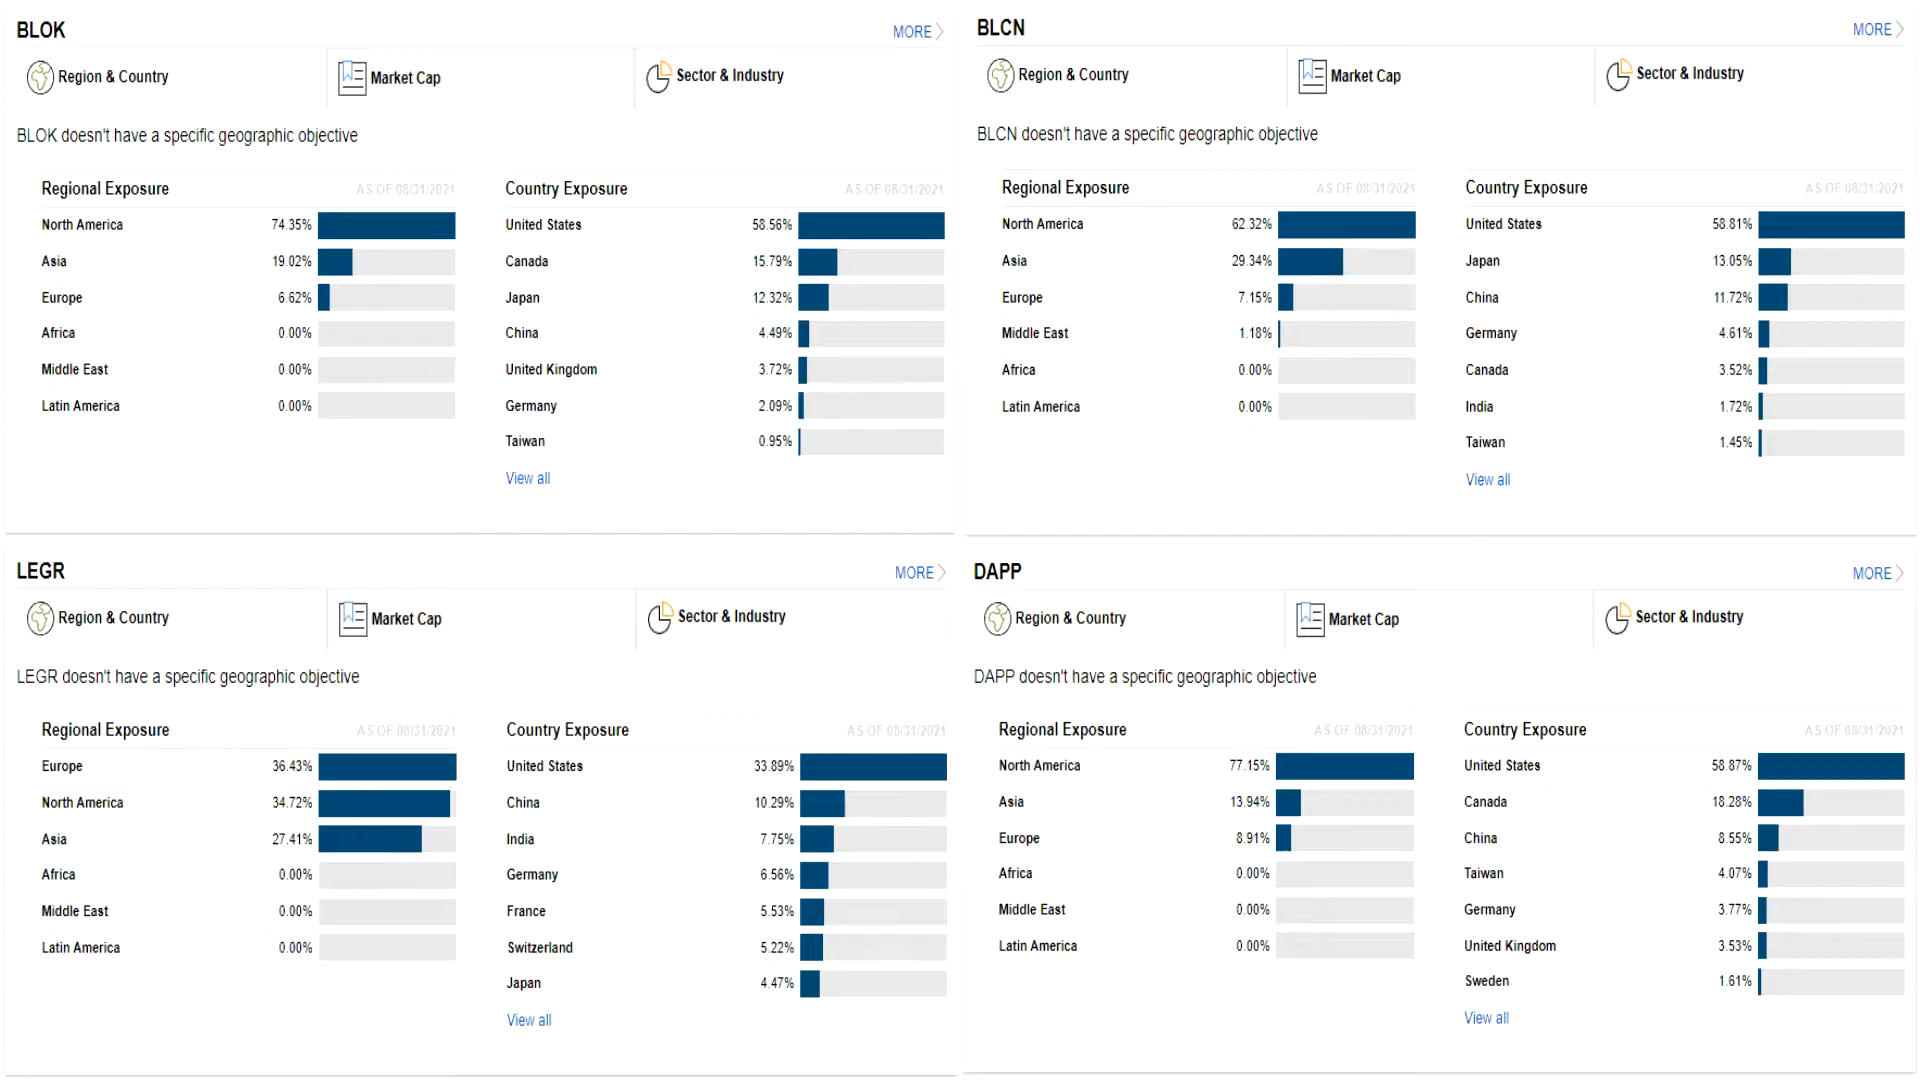 BLOK
MORE
Region & Country
Market Cap
Sector & Industry
BLOK doesn't have a specific geographic objective
Regional Exposure AS OF 08/31/2021
North America 74.35%
Asia 19.02%
Europe 6.62%
Africa 0.00%
Middle East 0.00%
Latin America 0.00%
Country Exposure AS OF 08/31/2021
United States 58.56%
Canada 15.79%
Japan 12.32%
China 4.49%
United Kingdom 3.72%
Germany 2.09%
Taiwan 0.95%
View all
BLCN
MORE
Region & Country
Market Cap
Sector & Industry
BLCN doesn't have a specific geographic objective
Regional Exposure AS OF 08/31/2021
North America 62.32%
Asia 29.34%
Europe 7.15%
Middle East 1.18%
Africa 0.00%
Latin America 0.00%
Country Exposure AS OF 08/31/2021
United States 58.81%
Japan 13.05%
China 11.72%
Germany 4.61%
Canada 3.52%
India 1.72%
Taiwan 1.45%
View all
LEGR
MORE
Region & Country
Market Cap
Sector & Industry
LEGR doesn't have a specific geographic objective
Regional Exposure AS OF 08/31/2021
Europe 36.43%
North America 34.72%
Asia 27.41%
Africa 0.00%
Middle East 0.00%
Latin America 0.00%
Country Exposure AS OF 08/31/2021
United States 33.89%
China 10.29%
India 7.75%
Germany 6.56%
France 5.53%
Switzerland 5.22%
Japan 4.47%
View all
DAPP
MORE
Region & Country
Market Cap
Sector & Industry
DAPP doesn't have a specific geographic objective
Regional Exposure AS OF 08/31/2021
North America 77.15%
Asia 13.94%
Europe 8.91%
Africa 0.00%
Middle East 0.00%
Latin America 0.00%
Country Exposure AS OF 08/31/2021
United States 58.87%
Canada 18.28%
China 8.55%
Taiwan 4.07%
Germany 3.77%
United Kingdom 3.53%
Sweden 1.61%
View all